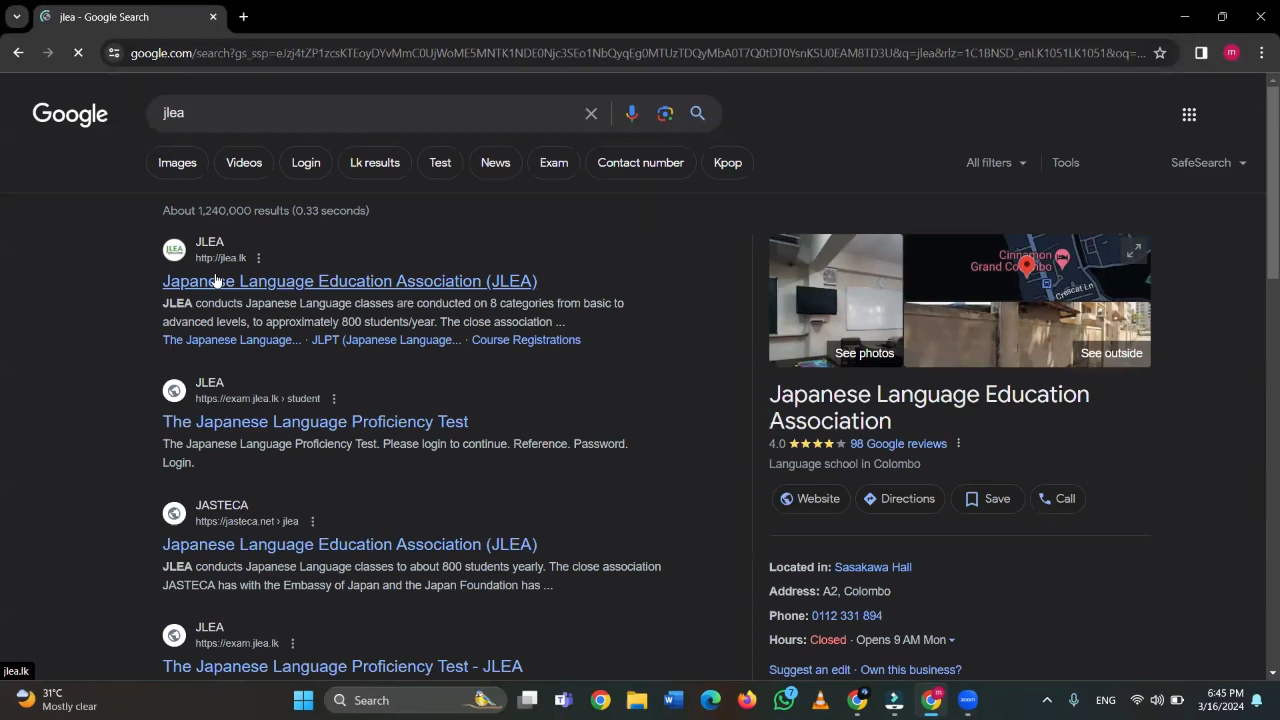 jlea - Google Search
google.com/search?gs_ssp=eJzj4tZP1zcsKTEoyDYvMmC0UjWoME5MNTK1NDE0Njc3SEo1NbQyqEg0MTUzTDQyMbA0T7Q0tDT0YsnKSU0EAM8TD3U&q=jlea&rlz=1C1BNSD_enLK1051LK1051&oq=...
m
Google
jlea
Images
Videos
Login
Lk results
Test
News
Exam
Contact number
Kpop
All filters
Tools
SafeSearch
About 1,240,000 results (0.33 seconds)
JLEA
JLEA
http://jlea.lk
Japanese Language Education Association (JLEA)
JLEA conducts Japanese Language classes are conducted on 8 categories from basic to
advanced levels, to approximately 800 students/year. The close association ...
The Japanese Language... · JLPT (Japanese Language... · Course Registrations
JLEA
https://exam.jlea.lk › student
The Japanese Language Proficiency Test
The Japanese Language Proficiency Test. Please login to continue. Reference. Password.
Login.
JASTECA
https://jasteca.net › jlea
Japanese Language Education Association (JLEA)
JLEA conducts Japanese Language classes to about 800 students yearly. The close association
JASTECA has with the Embassy of Japan and the Japan Foundation has ...
JLEA
https://exam.jlea.lk
The Japanese Language Proficiency Test - JLEA
Cinnamon
Grand Colombo
Crescat Ln
See photos
See outside
Japanese Language Education
Association
4.0
98 Google reviews
Language school in Colombo
Website
Directions
Save
Call
Located in: Sasakawa Hall
Address: A2, Colombo
Phone: 0112 331 894
Hours: Closed · Opens 9 AM Mon
Suggest an edit · Own this business?
jlea.lk
31°C
Mostly clear
Search
7
m
zoom
ENG
6:45 PM
3/16/2024